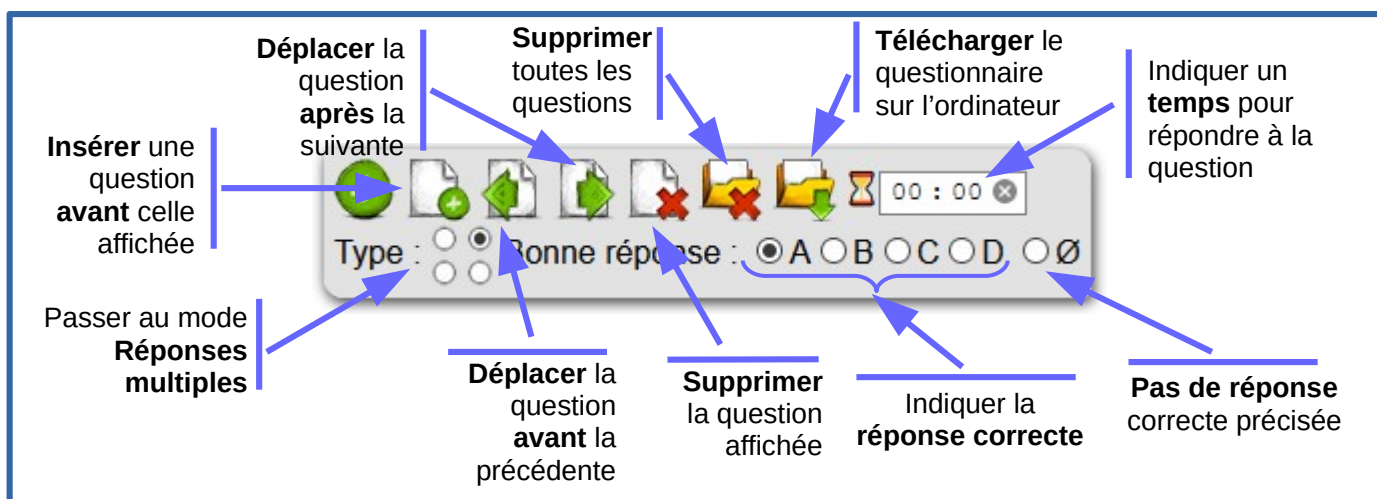 Déplacer la
question
après la
suivante
Supprimer
toutes les
questions
Télécharger le
questionnaire
sur l’ordinateur
Indiquer un
temps pour
répondre à la
question
Insérer une
question
avant celle
affichée
00 : 00
Type : Bonne réponse : A B C D Ø
Passer au mode
Réponses
multiples
Déplacer la
question
avant la
précédente
Supprimer
la question
affichée
Indiquer la
réponse correcte
Pas de réponse
correcte précisée